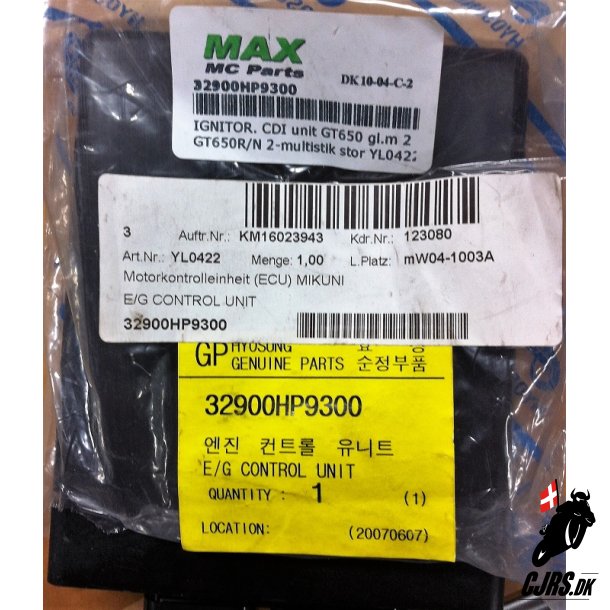 MAX
MC Parts
DK 10-04-C-2
32900HP9300
IGNITOR. CDI unit GT650 gl.m 2
GT650R/N 2-multistik stor YL0422
3 Auftr.Nr.: KM16023943 Kdr.Nr.: 123080
Art.Nr.: YL0422 Menge: 1,00 L.Platz: mW04-1003A
Motorkontrolleinheit (ECU) MIKUNI
E/G CONTROL UNIT
32900HP9300
GP HYOSUNG
GENUINE PARTS 순정부품
32900HP9300
엔진 컨트롤 유니트
E/G CONTROL UNIT
QUANTITY : 1 (1)
LOCATION: (20070607)
CJRS.DK